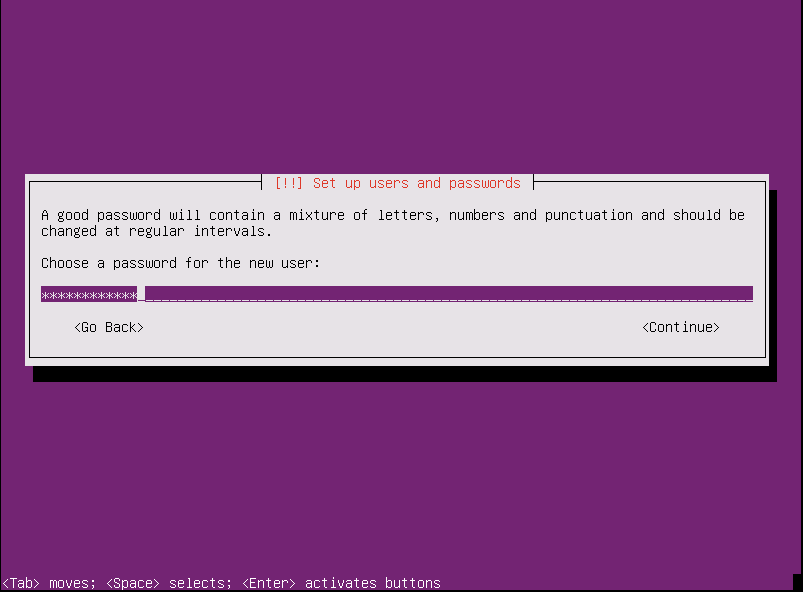 [!!] Set up users and passwords
A good password will contain a mixture of letters, numbers and punctuation and should be
changed at regular intervals.
Choose a password for the new user:
************
<Go Back> <Continue>
<Tab> moves; <Space> selects; <Enter> activates buttons